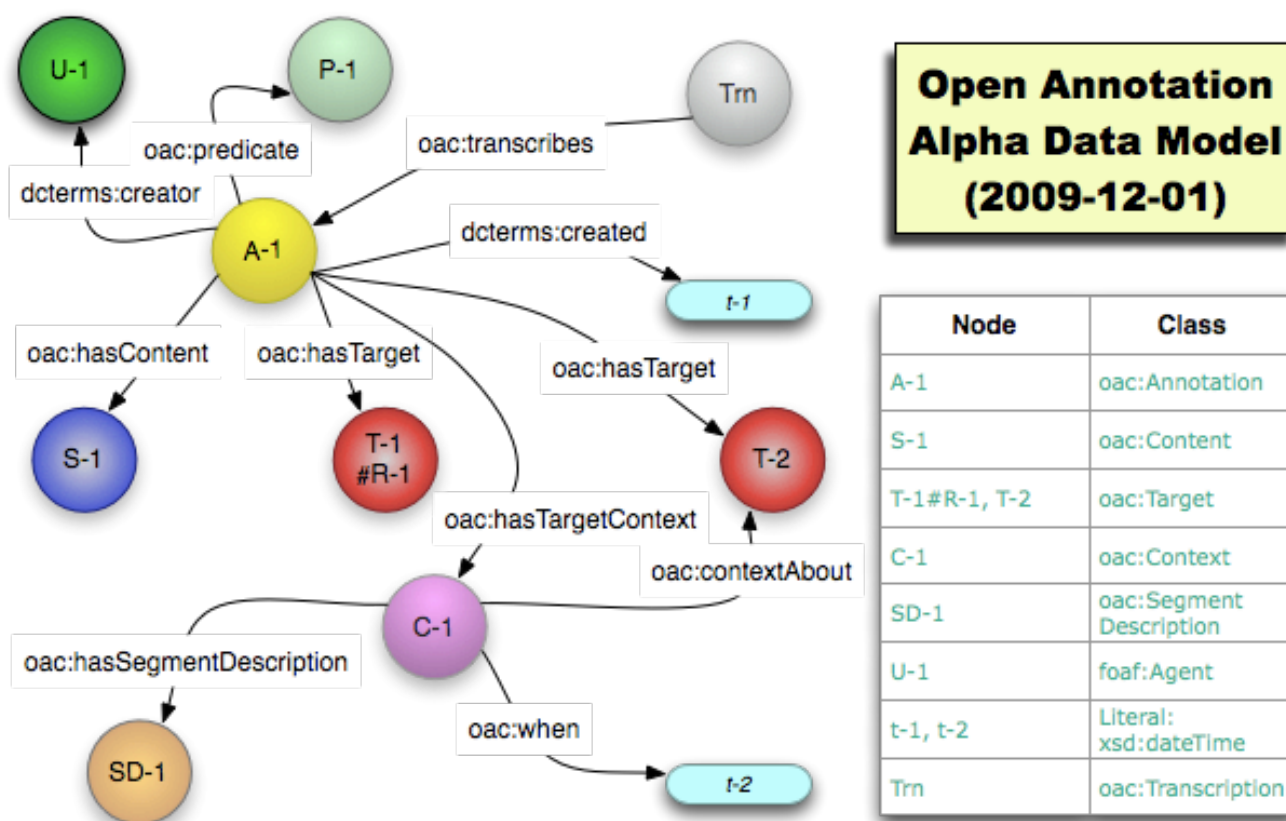 U-1
P-1
Trn
oac:predicate
oac:transcribes
dcterms:creator
A-1
dcterms:created
t-1
oac:hasContent
oac:hasTarget
oac:hasTarget
S-1
T-1
#R-1
T-2
oac:hasTargetContext
oac:contextAbout
C-1
oac:hasSegmentDescription
oac:when
SD-1
t-2
Open Annotation
Alpha Data Model
(2009-12-01)
Node Class
A-1 oac:Annotation
S-1 oac:Content
T-1#R-1, T-2 oac:Target
C-1 oac:Context
SD-1 oac:Segment
Description
U-1 foaf:Agent
t-1, t-2 Literal:
xsd:dateTime
Trn oac:Transcription